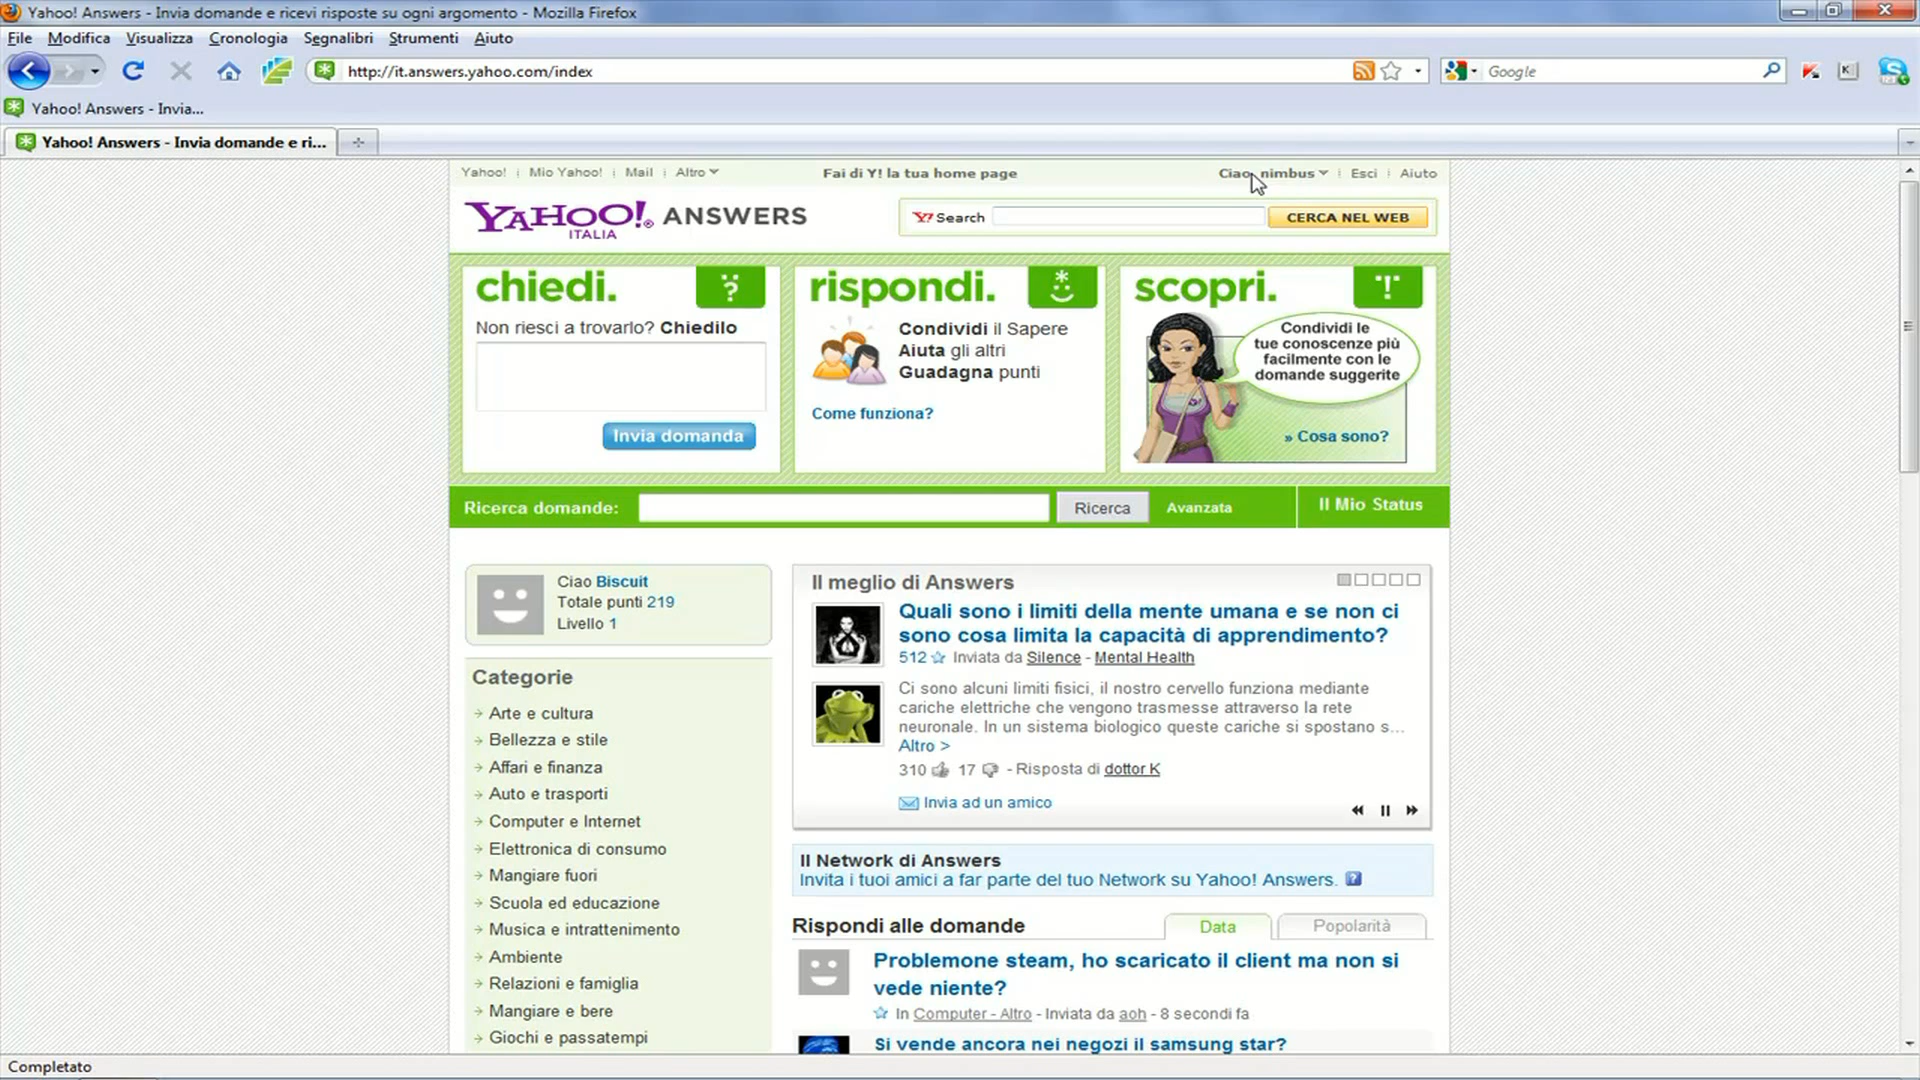 Yahoo! Answers - Invia domande e ricevi risposte su ogni argomento - Mozilla Firefox
File Modifica Visualizza Cronologia Segnalibri Strumenti Aiuto
http://it.answers.yahoo.com/index
Google
Yahoo! Answers - Invia...
Yahoo! Answers - Invia domande e ri...
Yahoo! Mio Yahoo! Mail Altro
Fai di Y! la tua home page
Ciao, nimbus Esci Aiuto
YAHOO! ANSWERS
ITALIA
Y! Search
CERCA NEL WEB
chiedi.
Non riesci a trovarlo? Chiedilo
Invia domanda
rispondi.
Condividi il Sapere
Aiuta gli altri
Guadagna punti
Come funziona?
scopri.
Condividi le
tue conoscenze più
facilmente con le
domande suggerite
» Cosa sono?
Ricerca domande:
Ricerca
Avanzata
Il Mio Status
Ciao Biscuit
Totale punti 219
Livello 1
Categorie
Arte e cultura
Bellezza e stile
Affari e finanza
Auto e trasporti
Computer e Internet
Elettronica di consumo
Mangiare fuori
Scuola ed educazione
Musica e intrattenimento
Ambiente
Relazioni e famiglia
Mangiare e bere
Giochi e passatempi
Il meglio di Answers
Quali sono i limiti della mente umana e se non ci
sono cosa limita la capacità di apprendimento?
512 Inviata da Silence - Mental Health
Ci sono alcuni limiti fisici, il nostro cervello funziona mediante
cariche elettriche che vengono trasmesse attraverso la rete
neuronale. In un sistema biologico queste cariche si spostano s...
Altro >
310 17 - Risposta di dottor K
Invia ad un amico
Il Network di Answers
Invita i tuoi amici a far parte del tuo Network su Yahoo! Answers. ?
Rispondi alle domande
Data
Popolarità
Problemone steam, ho scaricato il client ma non si
vede niente?
In Computer - Altro - Inviata da aoh - 8 secondi fa
Si vende ancora nei negozi il samsung star?
Completato